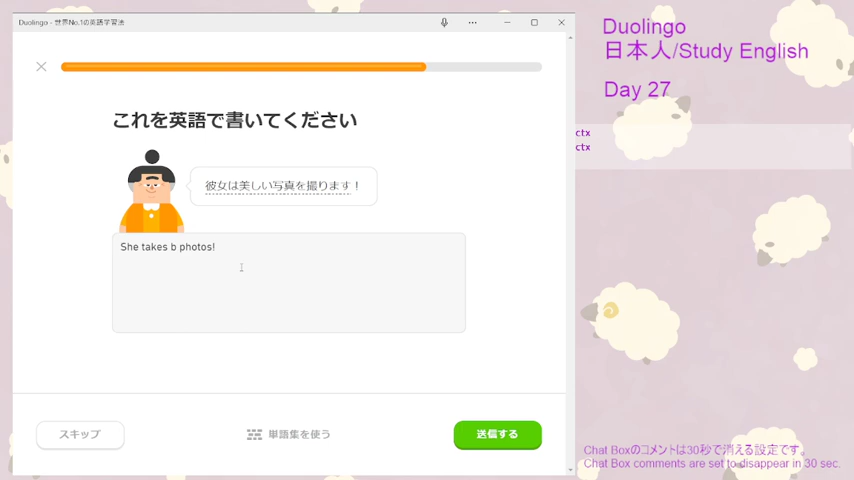 Duolingo - 世界No.1の英語学習法
これを英語で書いてください
彼女は美しい写真を撮ります！
She takes b photos!
スキップ
単語集を使う
送信する
Duolingo
日本人/Study English
Day 27
ctx
ctx
Chat Boxのコメントは30秒で消える設定です。
Chat Box comments are set to disappear in 30 sec.